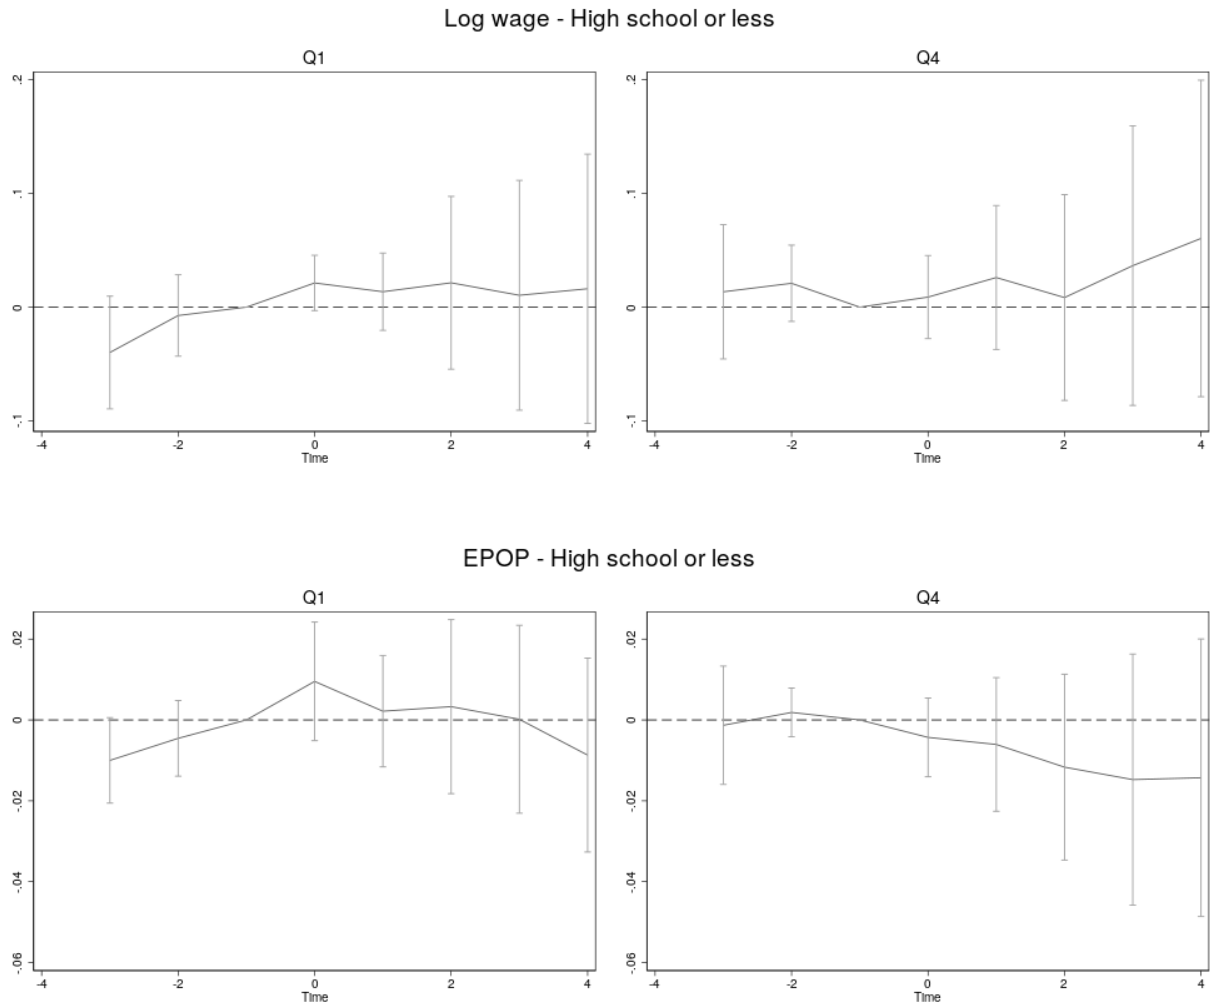 Log wage - High school or less
Q1 Q4
.2 .2
.1 .1
0 0
-.1 -.1
-4 -2 0 2 4 -4 -2 0 2 4
Time Time
EPOP - High school or less
Q1 Q4
.02 .02
0 0
-.02 -.02
-.04 -.04
-.06 -.06
-4 -2 0 2 4 -4 -2 0 2 4
Time Time